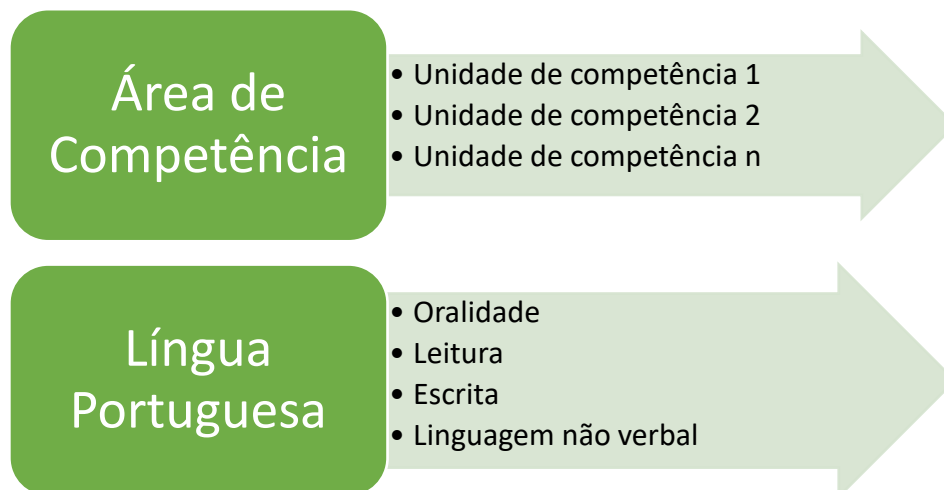 Área de
Competência
• Unidade de competência 1
• Unidade de competência 2
• Unidade de competência n
Língua
Portuguesa
• Oralidade
• Leitura
• Escrita
• Linguagem não verbal